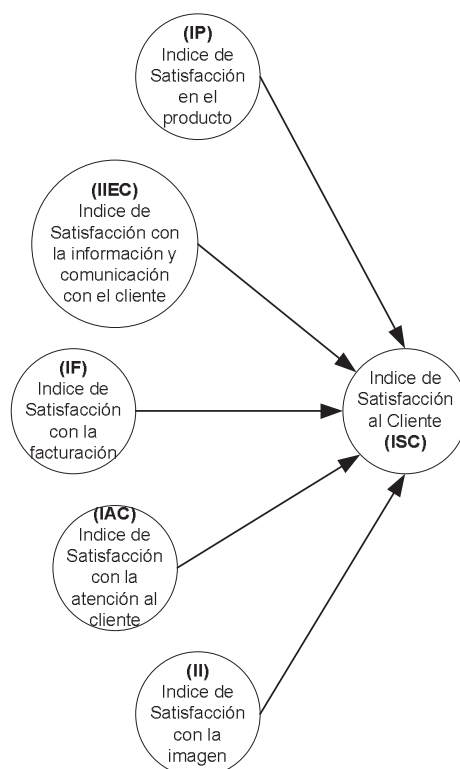 (IP)
Indice de
Satisfacción
en el
producto
(IIEC)
Indice de
Satisfacción con
la información y
comunicación
con el cliente
(IF)
Indice de
Satisfacción
con la
facturación
Indice de
Satisfacción
al Cliente
(ISC)
(IAC)
Indice de
Satisfacción
con la
atención al
cliente
(II)
Indice de
Satisfacción
con la
imagen